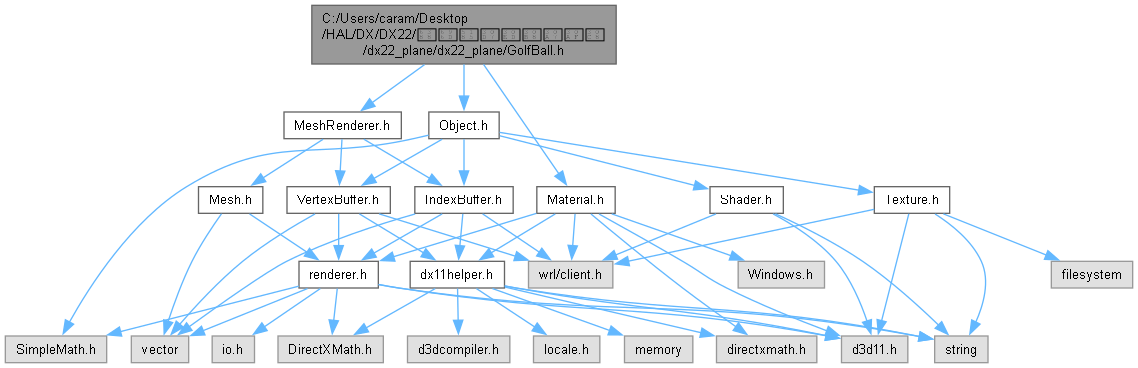 C:/Users/caram/Desktop
/HAL/DX/DX22/
/dx22_plane/dx22_plane/GolfBall.h
MeshRenderer.h
Object.h
Mesh.h
VertexBuffer.h
IndexBuffer.h
Material.h
Shader.h
Texture.h
renderer.h
dx11helper.h
wrl/client.h
Windows.h
filesystem
SimpleMath.h
vector
io.h
DirectXMath.h
d3dcompiler.h
locale.h
memory
directxmath.h
d3d11.h
string